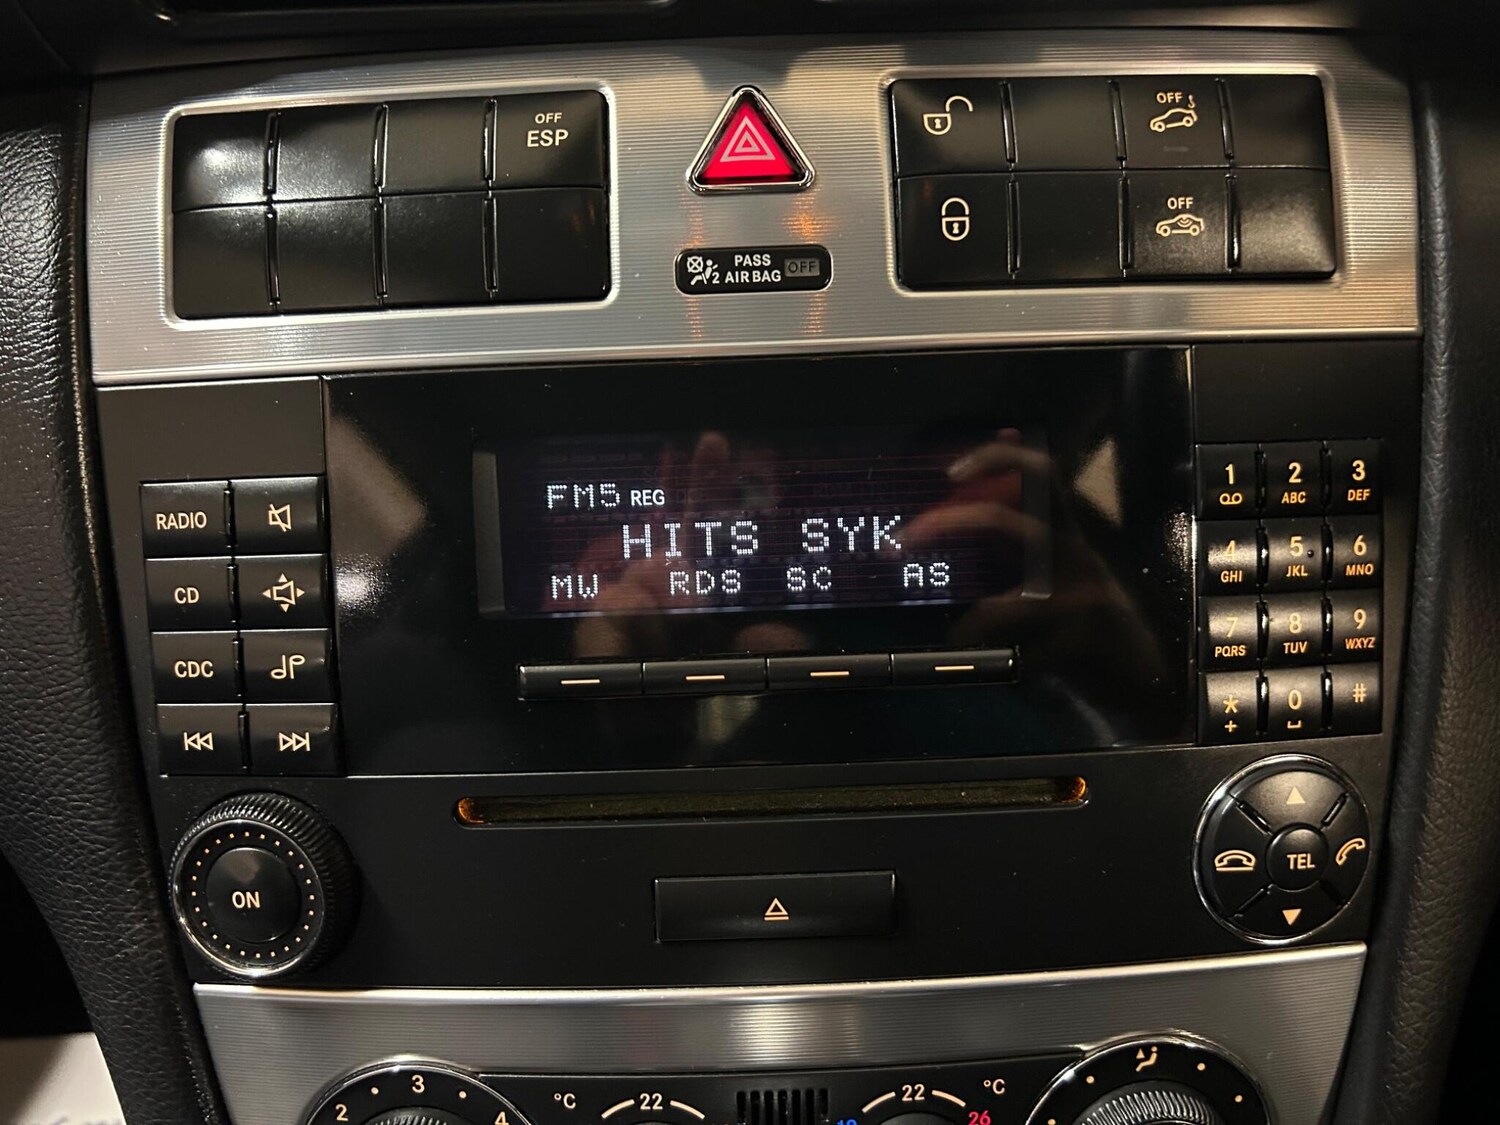 OFF
ESP
OFF
OFF
PASS
AIR BAG OFF
2
FM5 REG
HITS SYK
MW RDS SC AS
RADIO
CD
CDC
1
2 ABC
3 DEF
4 GHI
5 JKL
6 MNO
7 PQRS
8 TUV
9 WXYZ
* +
0
#
ON
TEL
2 3 4
°C 22
22 °C
26